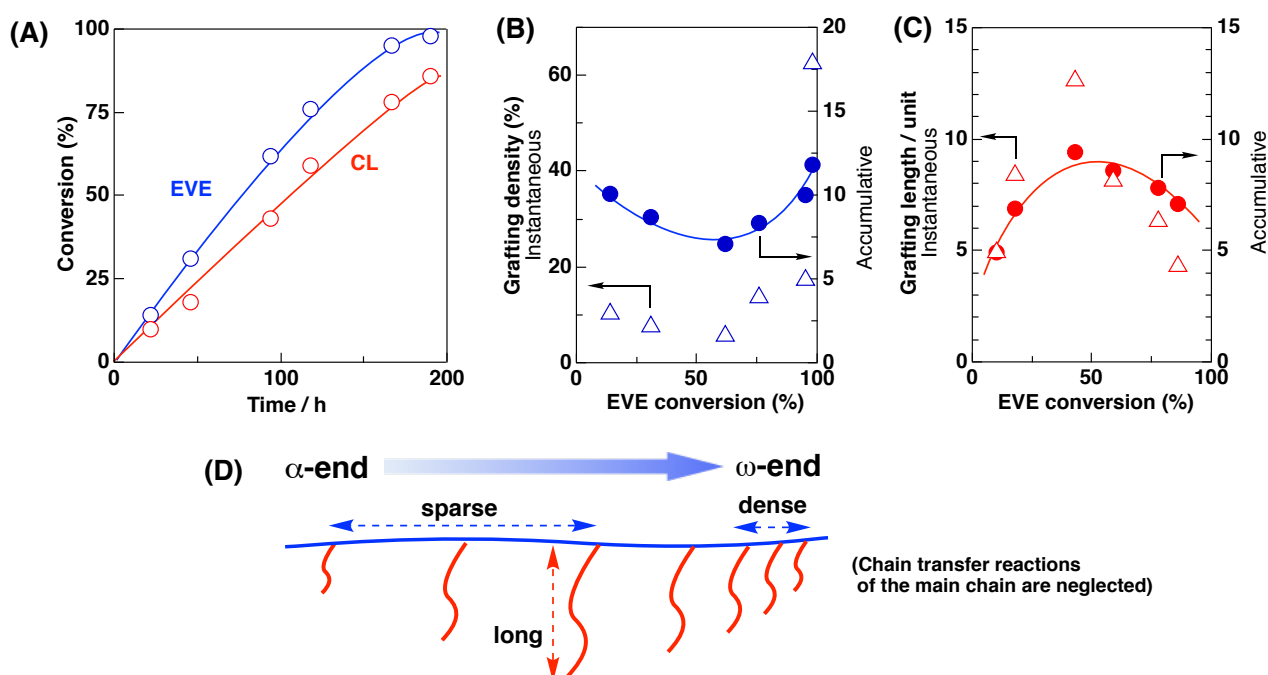 (A)
100
75
50
25
0
Conversion (%)
EVE
CL
0
100
200
Time / h
(B)
60
40
20
0
Grafting density (%)
Instantaneous
20
15
10
5
0
Accumulative
0
50
100
EVE conversion (%)
(C)
15
10
5
0
Grafting length / unit
Instantaneous
15
10
5
0
Accumulative
0
50
100
EVE conversion (%)
(D)
α-end
ω-end
sparse
dense
long
(Chain transfer reactions
of the main chain are neglected)